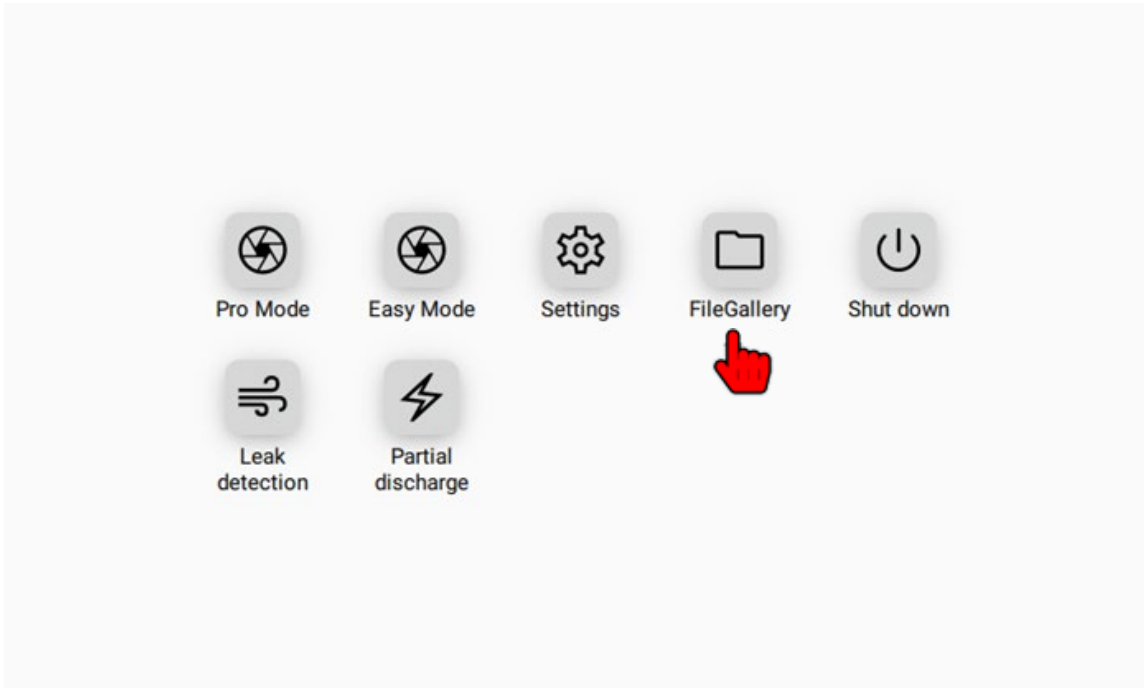 Pro Mode
Easy Mode
Settings
FileGallery
Shut down
Leak
detection
Partial
discharge